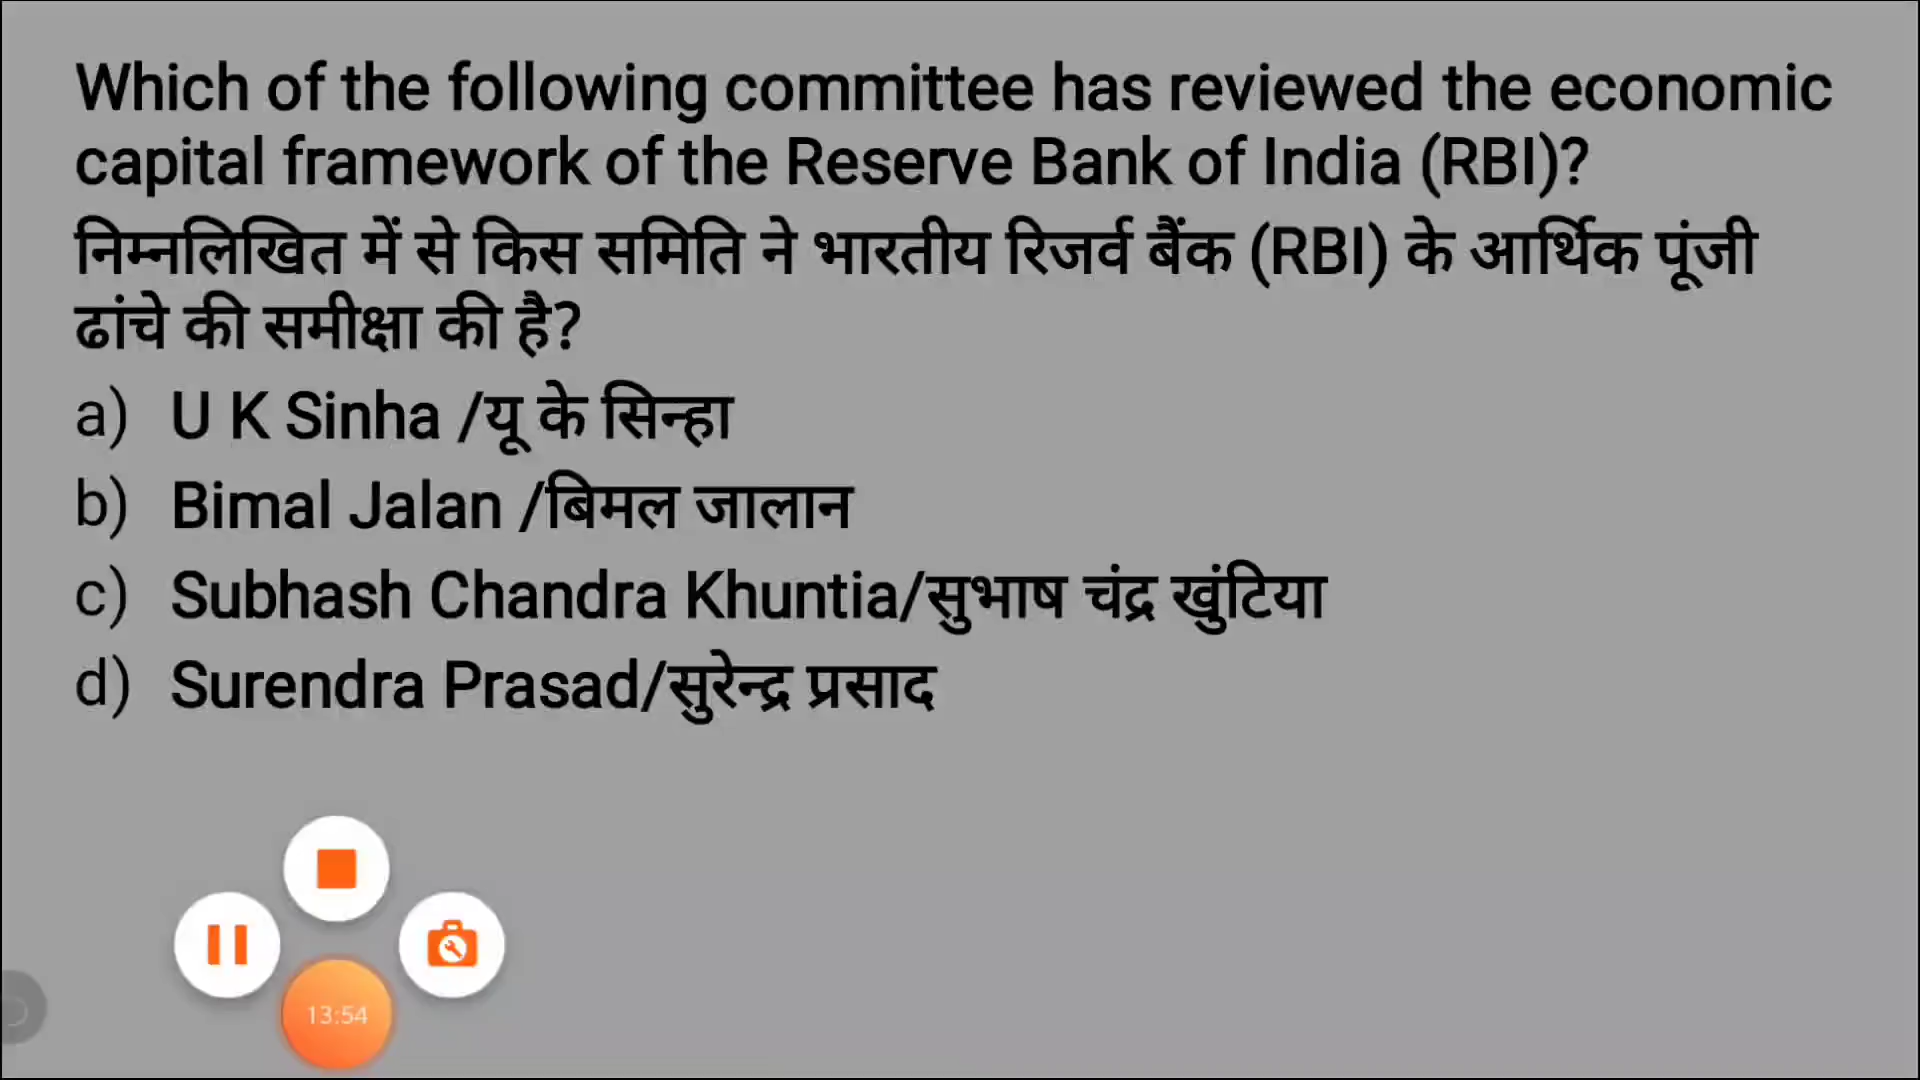 Which of the following committee has reviewed the economic
capital framework of the Reserve Bank of India (RBI)?
निम्नलिखित में से किस समिति ने भारतीय रिजर्व बैंक (RBI) के आर्थिक पूंजी
ढांचे की समीक्षा की है?
a) U K Sinha /यू के सिन्हा
b) Bimal Jalan /बिमल जालान
c) Subhash Chandra Khuntia/सुभाष चंद्र खुंटिया
d) Surendra Prasad/सुरेन्द्र प्रसाद
13:54